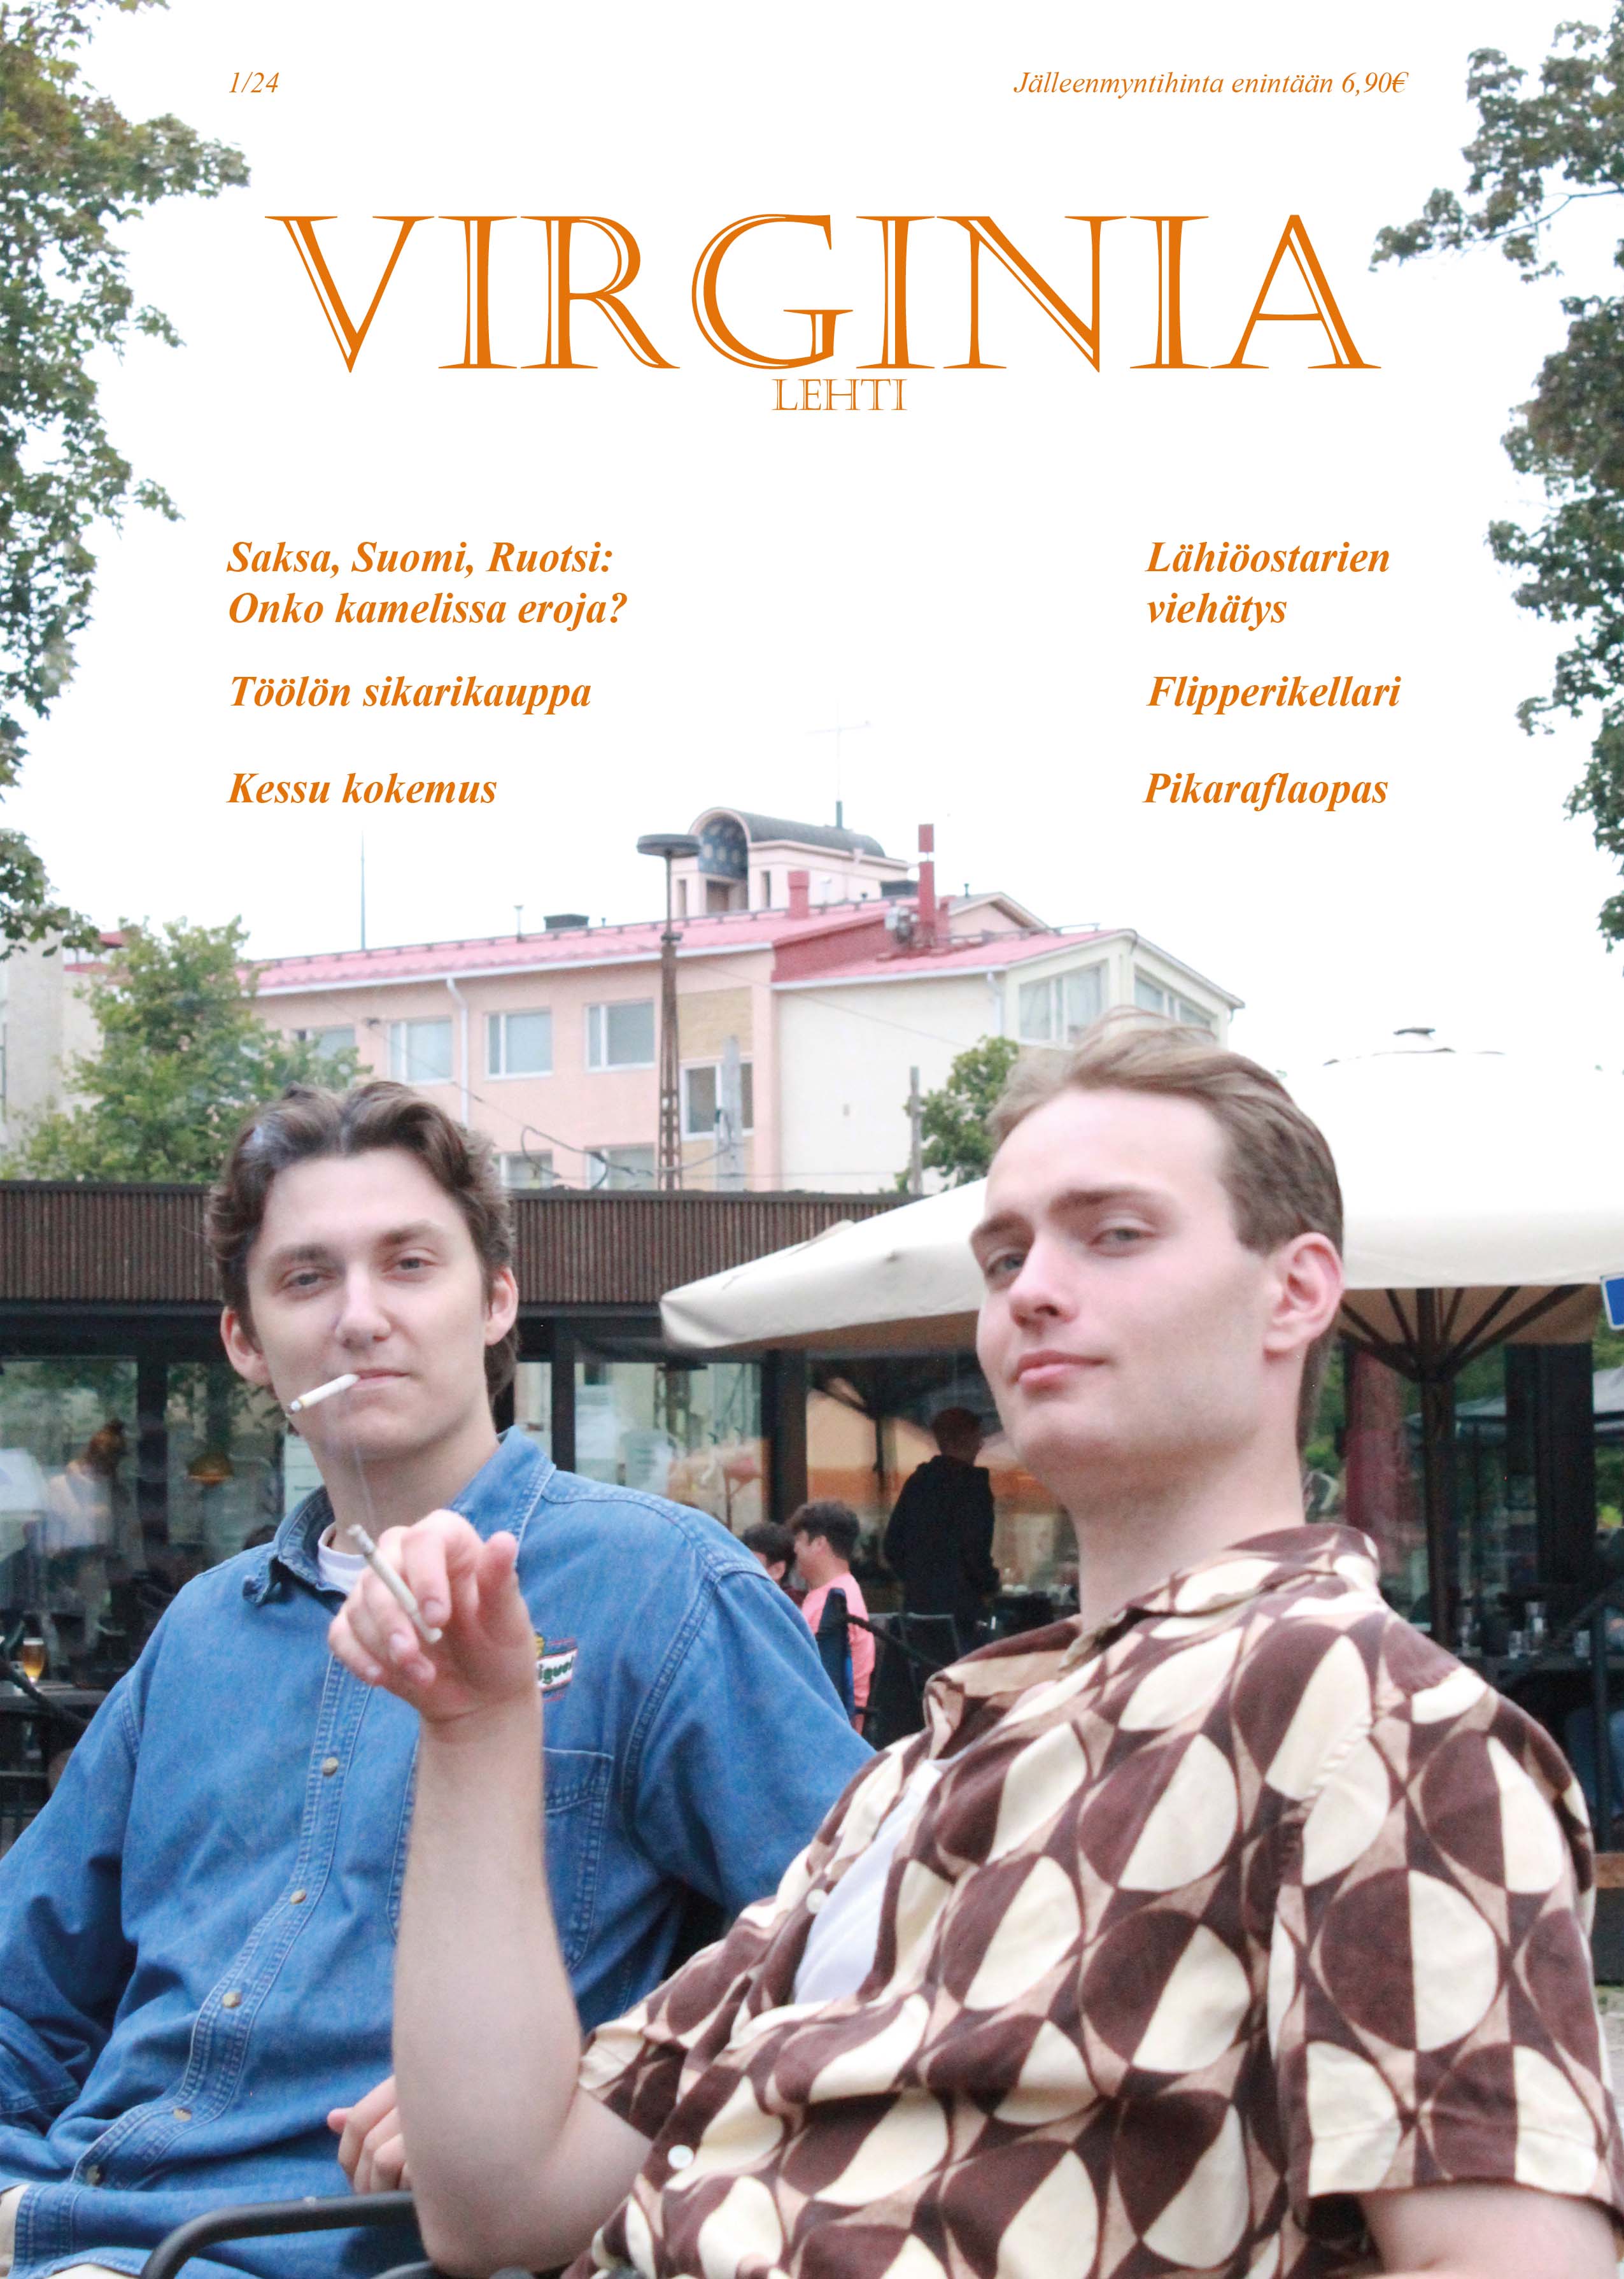 1/24
Jälleenmyntihinta enintään 6,90€
VIRGINIA
LEHTI
Saksa, Suomi, Ruotsi:
Onko kamelissa eroja?
Töölön sikarikauppa
Kessu kokemus
Lähiöostarien
viehätys
Flipperikellari
Pikaraflaopas